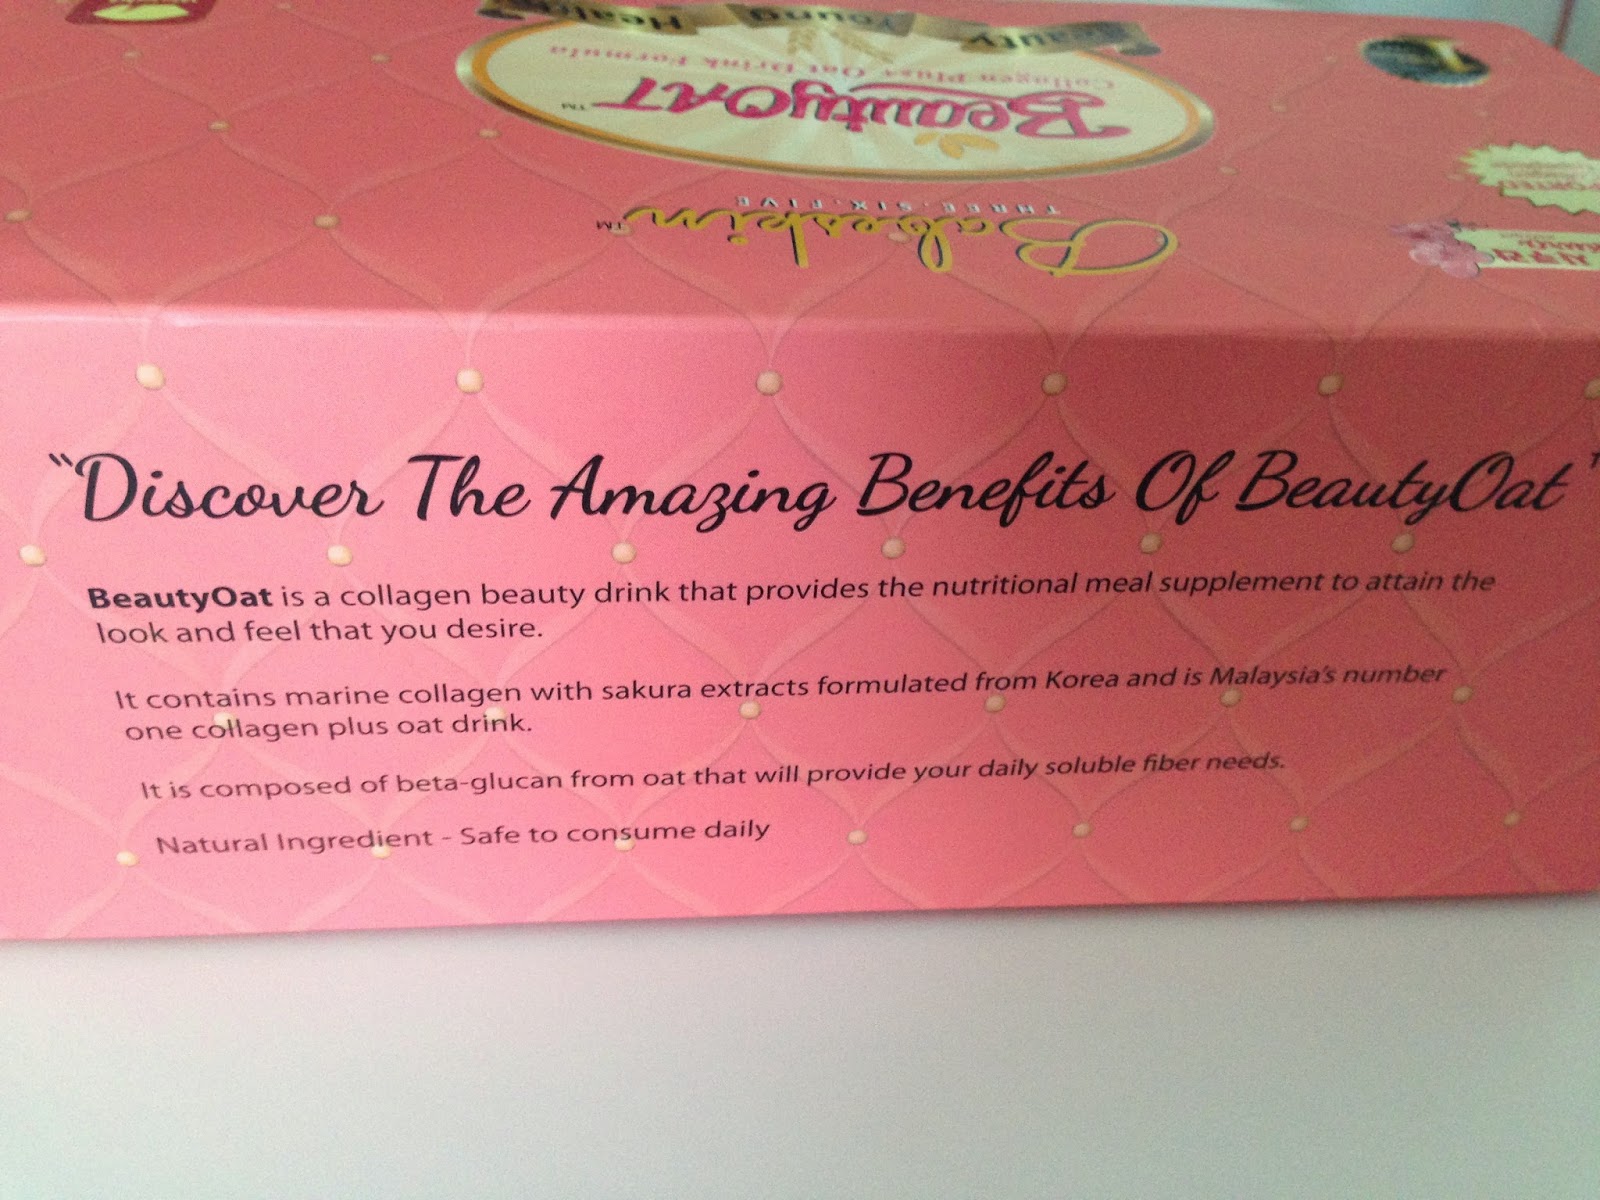 Health Young Beauty
Collagen Plus+ Oat Drink Formula
BeautyOAT™
Babeskin™
THREE·SIX·FIVE
"Discover The Amazing Benefits Of BeautyOat"
BeautyOat is a collagen beauty drink that provides the nutritional meal supplement to attain the
look and feel that you desire.
It contains marine collagen with sakura extracts formulated from Korea and is Malaysia's number
one collagen plus oat drink.
It is composed of beta-glucan from oat that will provide your daily soluble fiber needs.
Natural Ingredient - Safe to consume daily